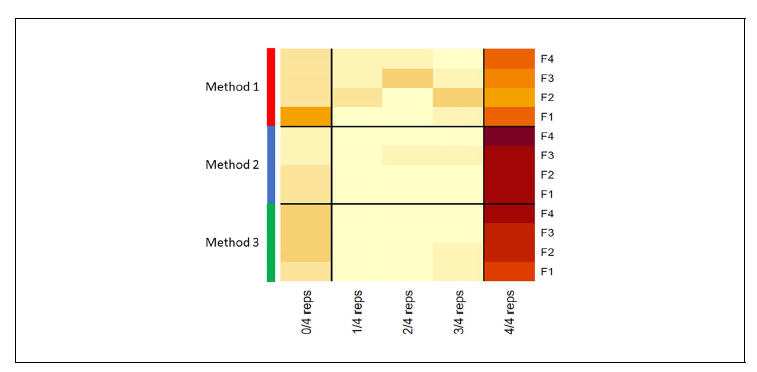 F4
Method 1
F3
F2
F1
F4
Method 2
F3
F2
F1
F4
Method 3
F3
F2
F1
0/4 reps
1/4 reps
2/4 reps
3/4 reps
4/4 reps